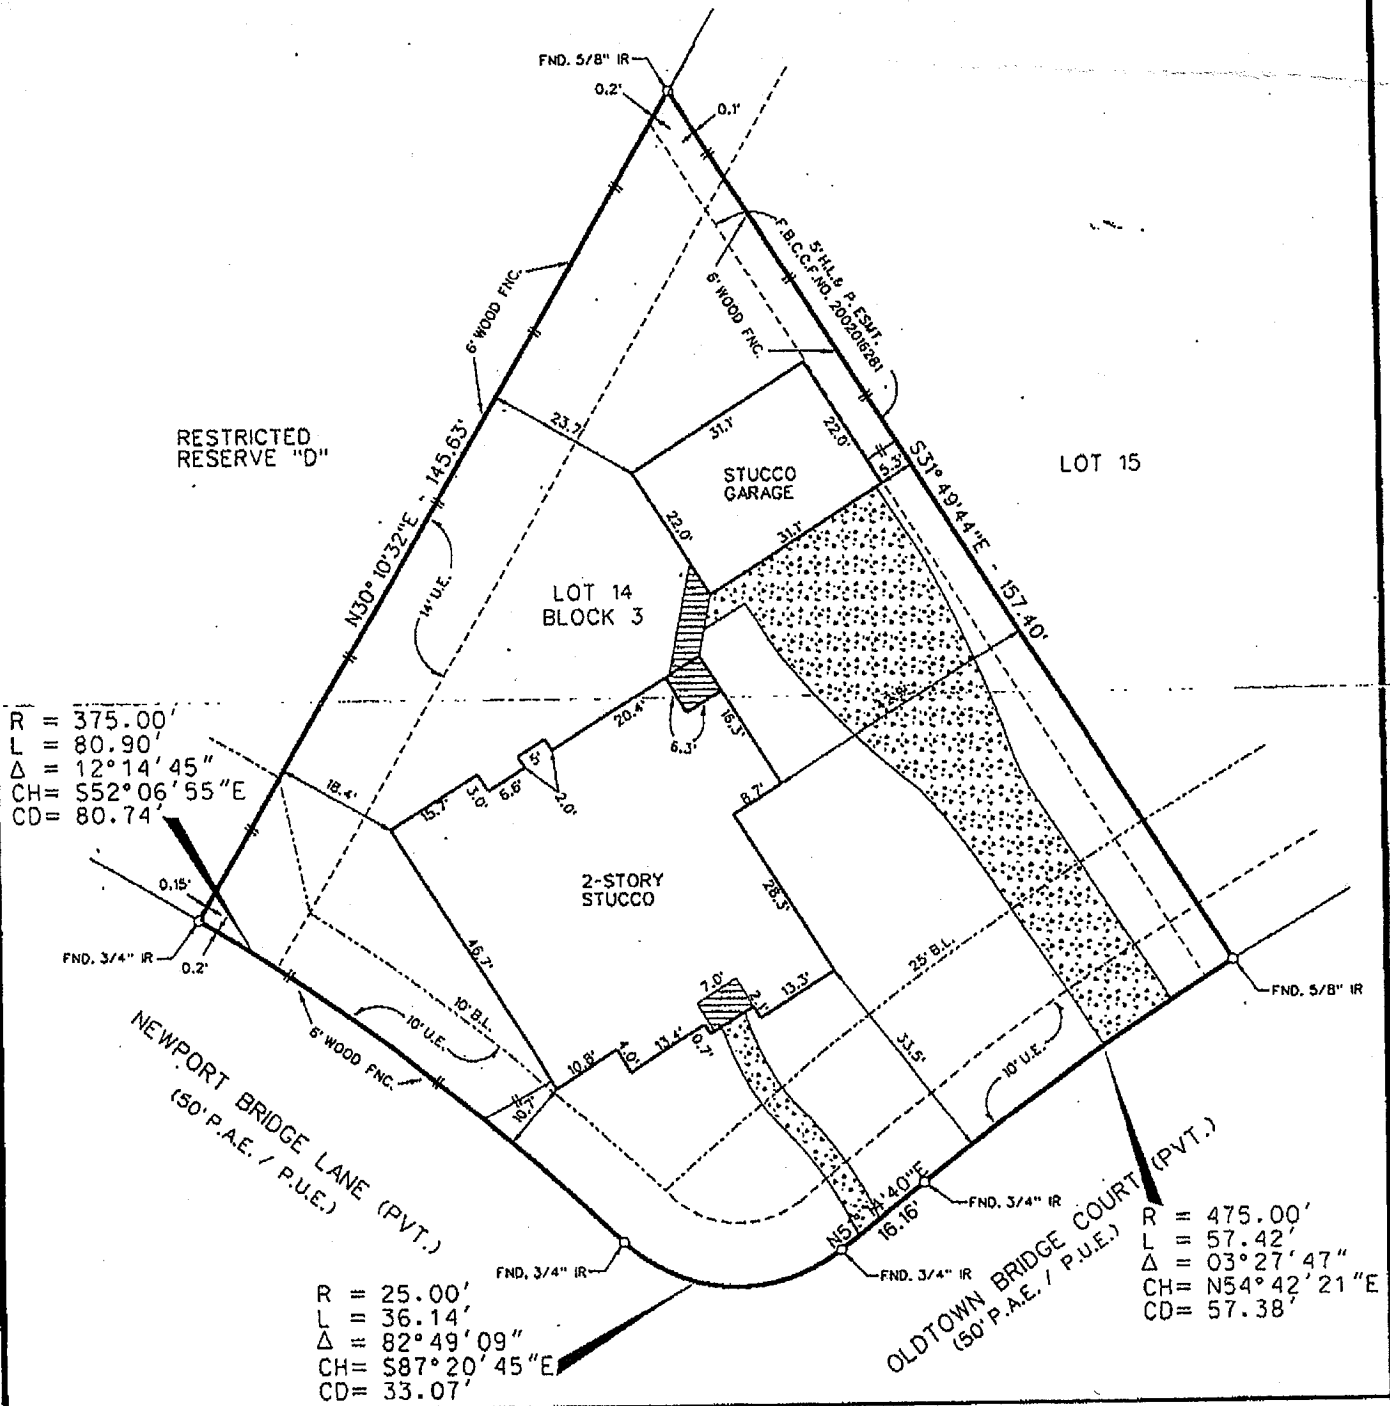 FND. 5/8" IR
0.2'
0.1'
6' WOOD FNC.
6' WOOD FNC.
5' H.L. & P. ESMT.
F.B.C.C.F. NO. 2002016281
RESTRICTED
RESERVE "D"
N30°10'32"E - 145.63'
23.7'
31.1'
22.0'
5.3'
STUCCO
GARAGE
S31°49'44"E - 157.40'
LOT 15
22.0'
31.1'
14' U.E.
LOT 14
BLOCK 3
R = 375.00'
L = 80.90'
Δ = 12°14'45"
CH= S52°06'55"E
CD= 80.74'
20.4'
16.3'
6.3'
18.4'
15.7'
3.0'
6.6'
5'
2.0'
8.7'
2-STORY
STUCCO
28.3'
0.15'
FND. 3/4" IR
0.2'
46.7'
25' B.L.
7.0'
2.1'
13.3'
FND. 5/8" IR
10' B.L.
10' U.E.
6' WOOD FNC.
10.8'
4.0'
13.4'
0.7'
33.5'
10' U.E.
10.7'
NEWPORT BRIDGE LANE (PVT.)
(50' P.A.E. / P.U.E.)
FND. 3/4" IR
16.16'
FND. 3/4" IR
FND. 3/4" IR
OLDTOWN BRIDGE COURT (PVT.)
(50' P.A.E. / P.U.E.)
R = 475.00'
L = 57.42'
Δ = 03°27'47"
CH= N54°42'21"E
CD= 57.38'
R = 25.00'
L = 36.14'
Δ = 82°49'09"
CH= S87°20'45"E
CD= 33.07'